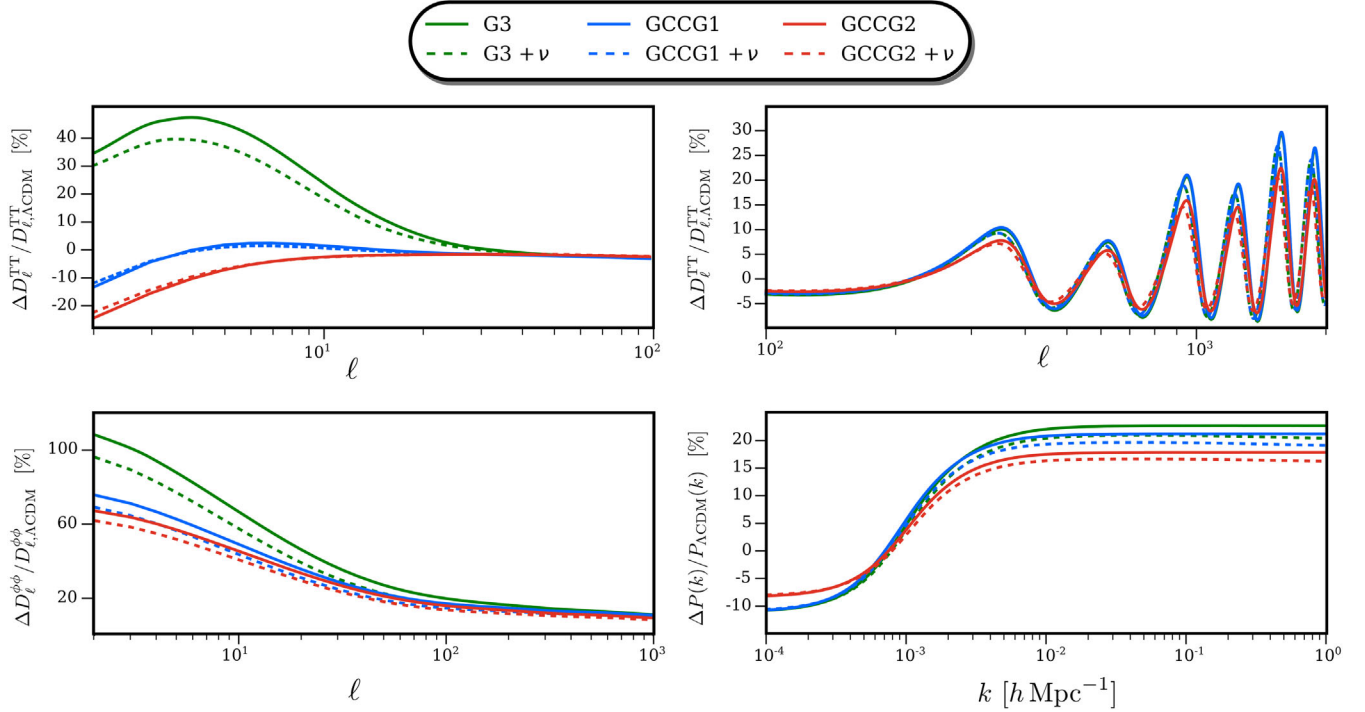 G3 GCCG1 GCCG2
G3 + ν GCCG1 + ν GCCG2 + ν
ΔD_ℓ^TT / D_ℓ,ΛCDM^TT [%]
40
30
20
10
0
-10
-20
10^1 10^2
ℓ
ΔD_ℓ^TT / D_ℓ,ΛCDM^TT [%]
30
25
20
15
10
5
0
-5
10^2 10^3
ℓ
ΔD_ℓ^ϕϕ / D_ℓ,ΛCDM^ϕϕ [%]
100
60
20
10^1 10^2 10^3
ℓ
ΔP(k)/P_ΛCDM(k) [%]
20
15
10
5
0
-5
-10
10^-4 10^-3 10^-2 10^-1 10^0
k [h Mpc^-1]